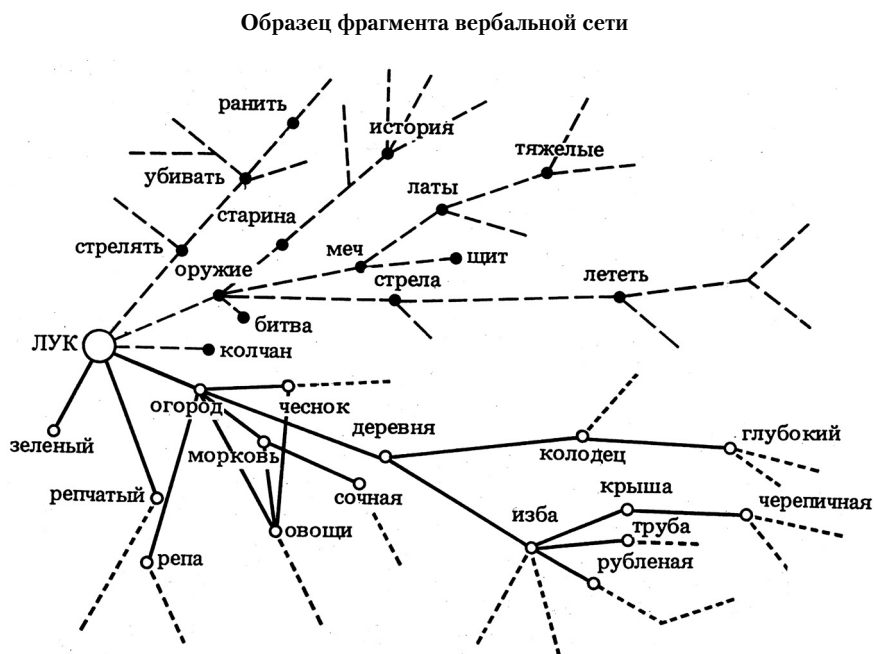 Образец фрагмента вербальной сети
ранить
история
тяжелые
убивать
латы
старина
стрелять
меч
щит
оружие
стрела
лететь
битва
ЛУК
колчан
огород
чеснок
деревня
глубокий
зеленый
морковь
колодец
репчатый
сочная
крыша
черепичная
изба
труба
овощи
репа
рубленая